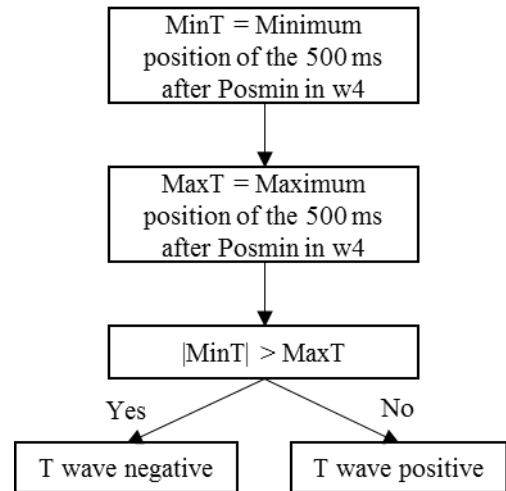 MinT = Minimum
position of the 500 ms
after Posmin in w4
MaxT = Maximum
position of the 500 ms
after Posmin in w4
|MinT| > MaxT
Yes
No
T wave negative
T wave positive